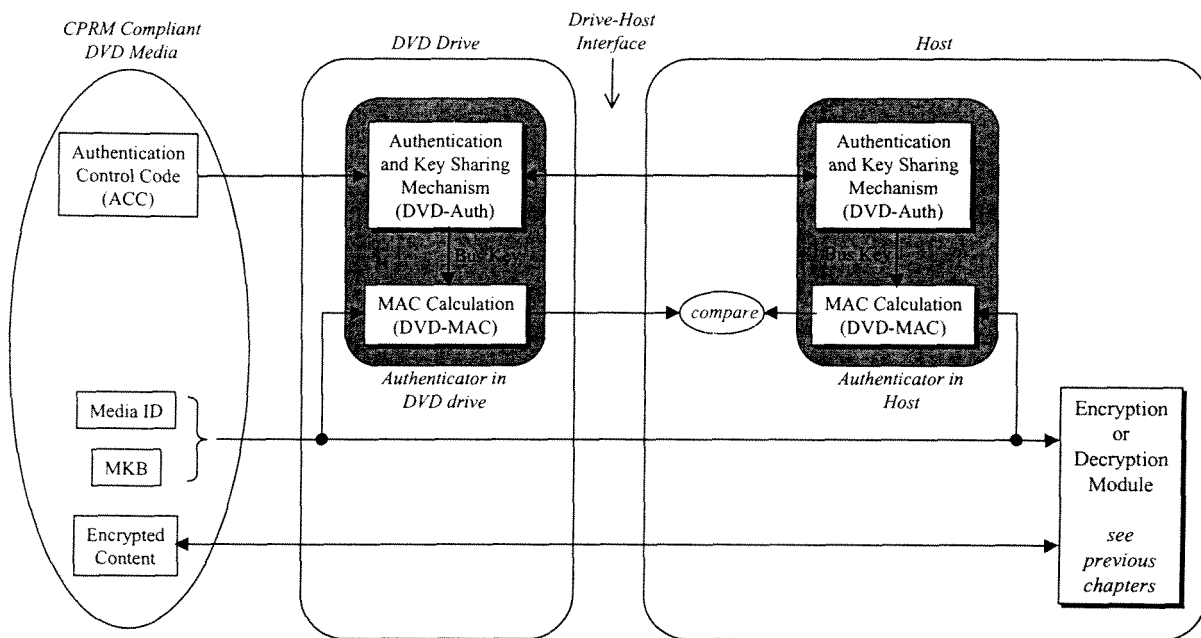 CPRM Compliant
DVD Media
DVD Drive
Drive-Host
Interface
Host
Authentication
Control Code
(ACC)
Authentication
and Key Sharing
Mechanism
(DVD-Auth)
Authentication
and Key Sharing
Mechanism
(DVD-Auth)
Bus Key
Bus Key
MAC Calculation
(DVD-MAC)
compare
MAC Calculation
(DVD-MAC)
Authenticator in
DVD drive
Authenticator in
Host
Media ID
MKB
Encrypted
Content
Encryption
or
Decryption
Module
see
previous
chapters